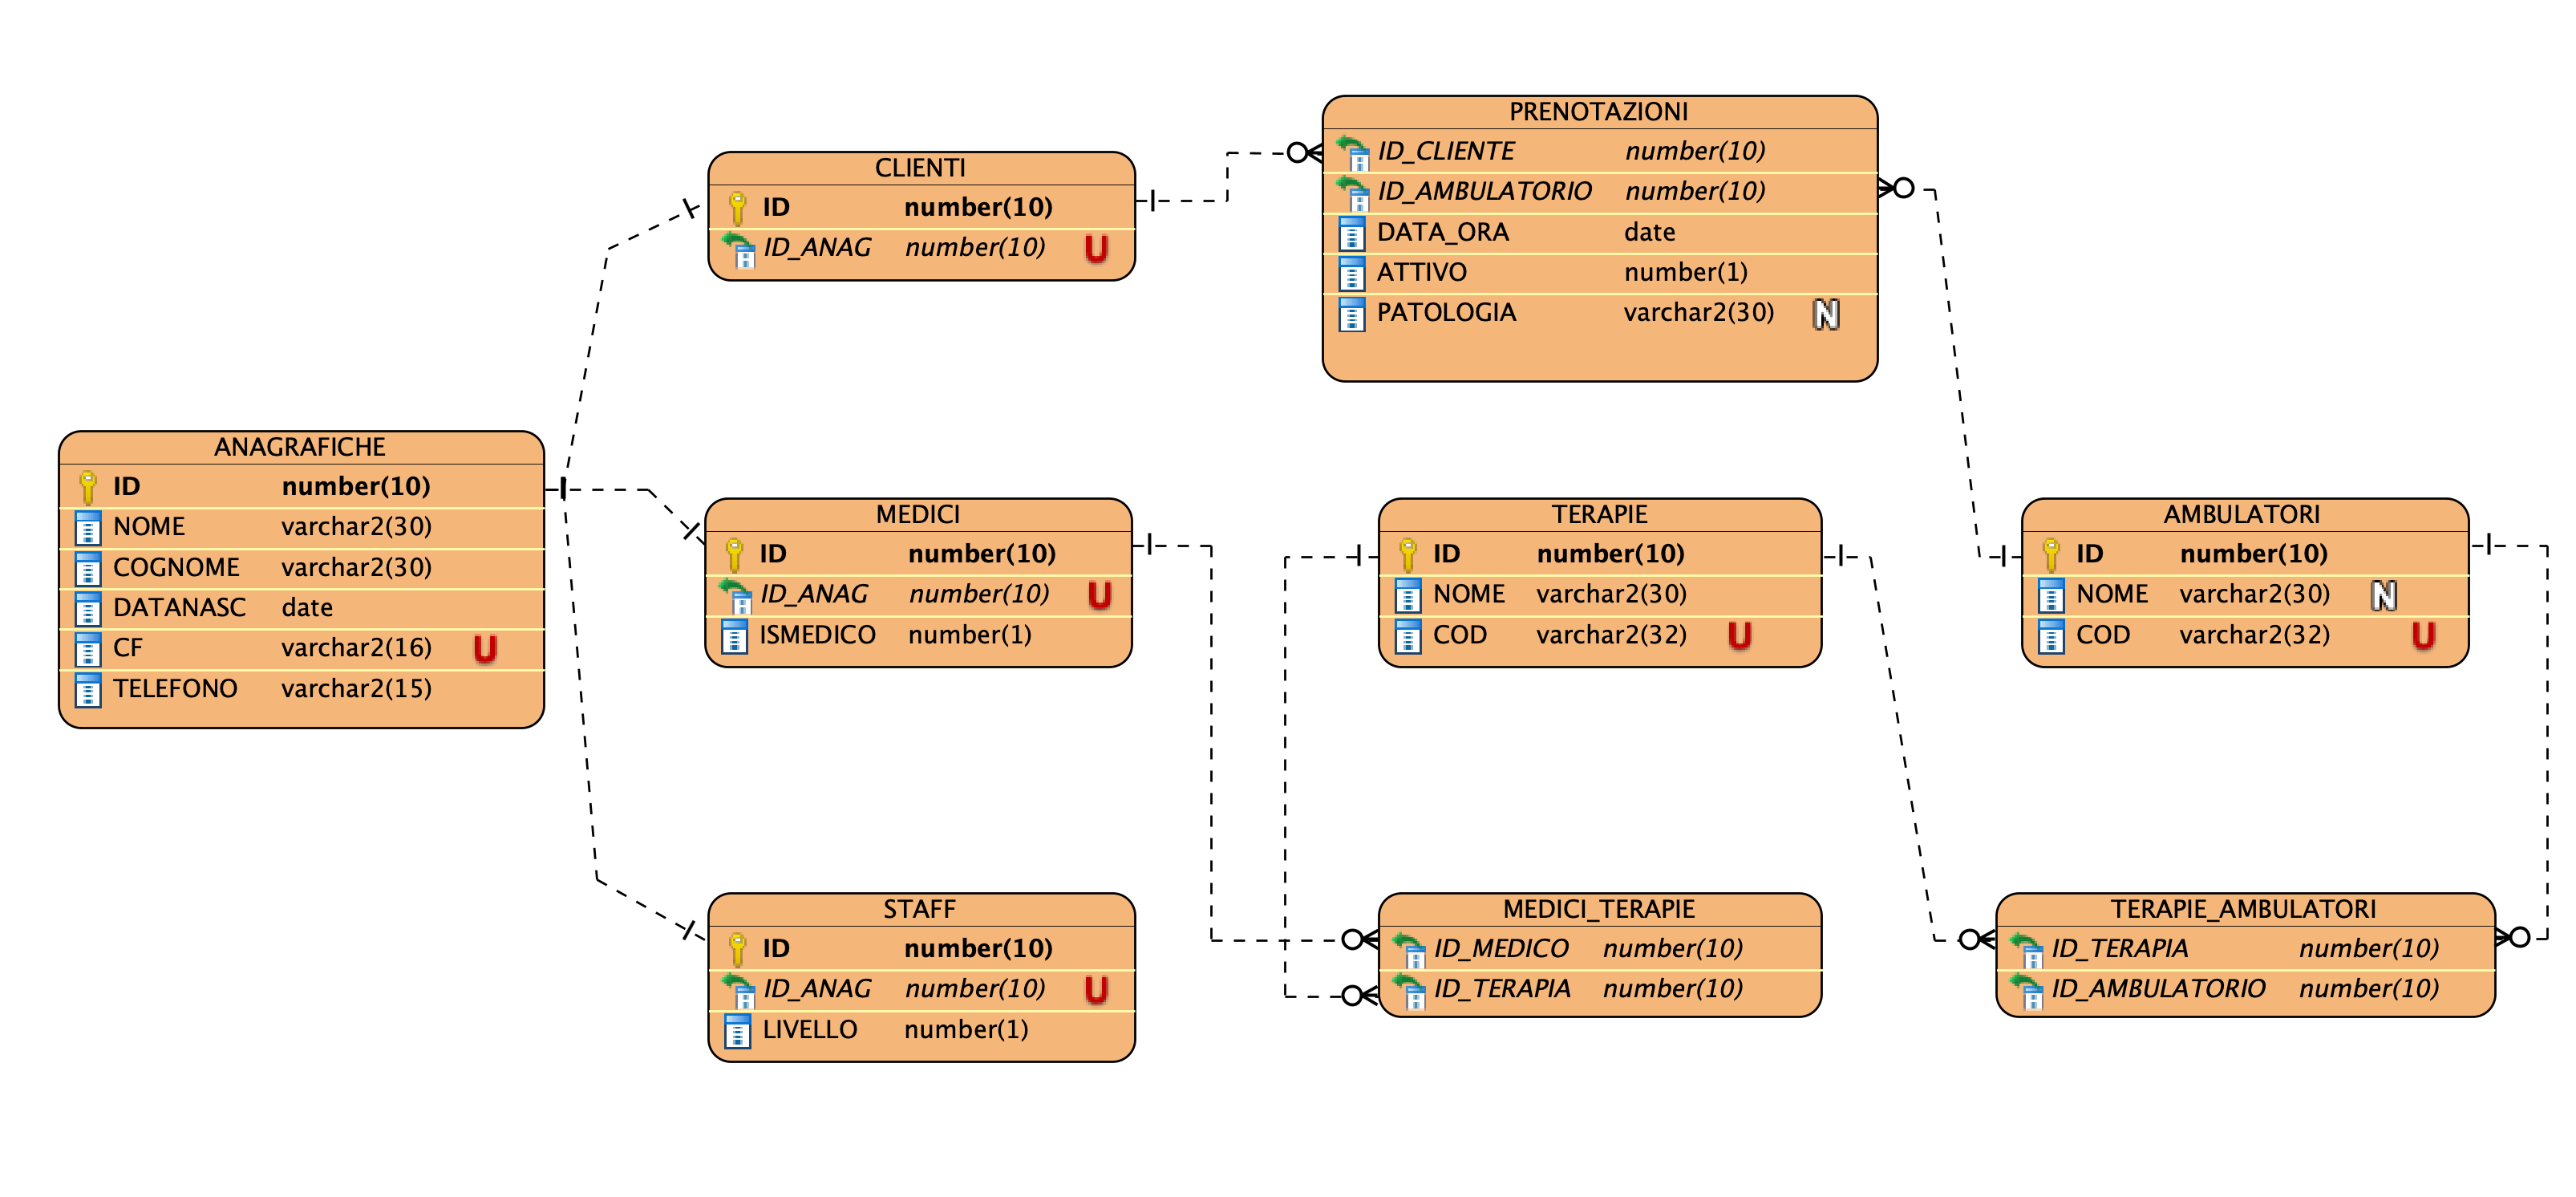 PRENOTAZIONI
ID_CLIENTE number(10)
ID_AMBULATORIO number(10)
DATA_ORA date
ATTIVO number(1)
PATOLOGIA varchar2(30) N
CLIENTI
ID number(10)
ID_ANAG number(10) U
ANAGRAFICHE
ID number(10)
NOME varchar2(30)
COGNOME varchar2(30)
DATANASC date
CF varchar2(16) U
TELEFONO varchar2(15)
MEDICI
ID number(10)
ID_ANAG number(10) U
ISMEDICO number(1)
TERAPIE
ID number(10)
NOME varchar2(30)
COD varchar2(32) U
AMBULATORI
ID number(10)
NOME varchar2(30) N
COD varchar2(32) U
STAFF
ID number(10)
ID_ANAG number(10) U
LIVELLO number(1)
MEDICI_TERAPIE
ID_MEDICO number(10)
ID_TERAPIA number(10)
TERAPIE_AMBULATORI
ID_TERAPIA number(10)
ID_AMBULATORIO number(10)